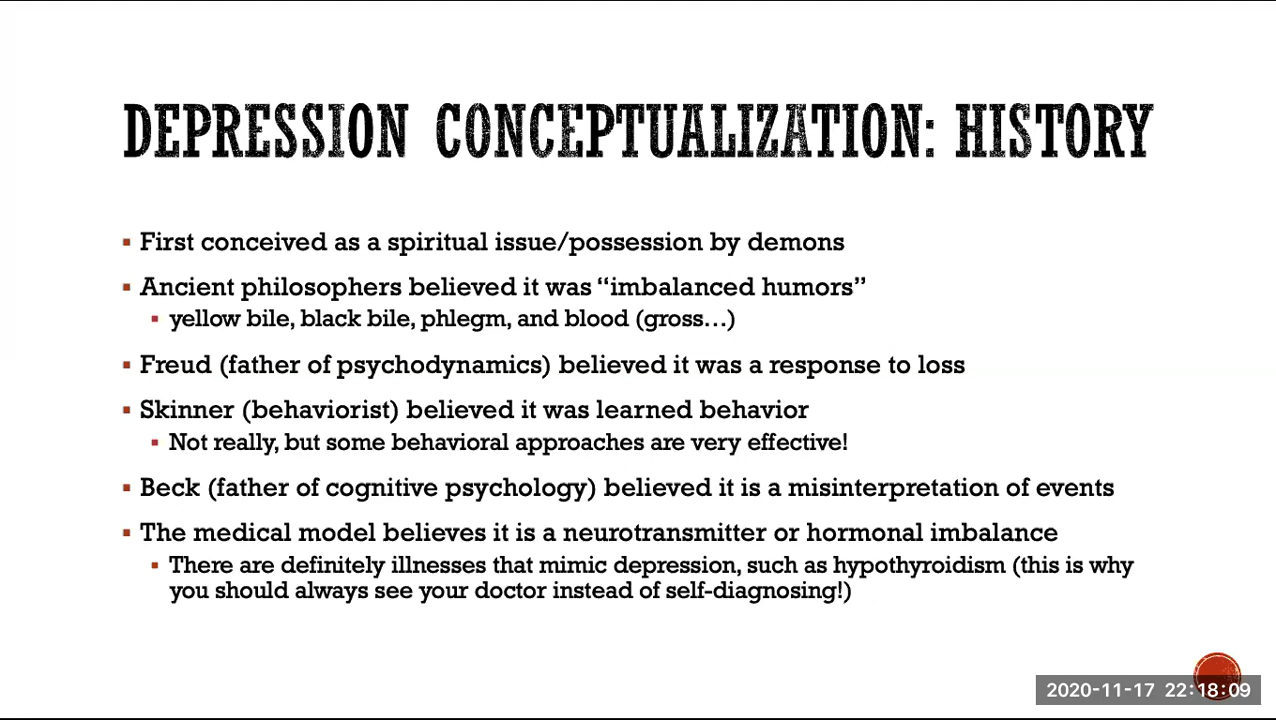 DEPRESSION CONCEPTUALIZATION: HISTORY
▪ First conceived as a spiritual issue/possession by demons
▪ Ancient philosophers believed it was “imbalanced humors”
▪ yellow bile, black bile, phlegm, and blood (gross…)
▪ Freud (father of psychodynamics) believed it was a response to loss
▪ Skinner (behaviorist) believed it was learned behavior
▪ Not really, but some behavioral approaches are very effective!
▪ Beck (father of cognitive psychology) believed it is a misinterpretation of events
▪ The medical model believes it is a neurotransmitter or hormonal imbalance
▪ There are definitely illnesses that mimic depression, such as hypothyroidism (this is why
you should always see your doctor instead of self-diagnosing!)
2020-11-17 22:18:09